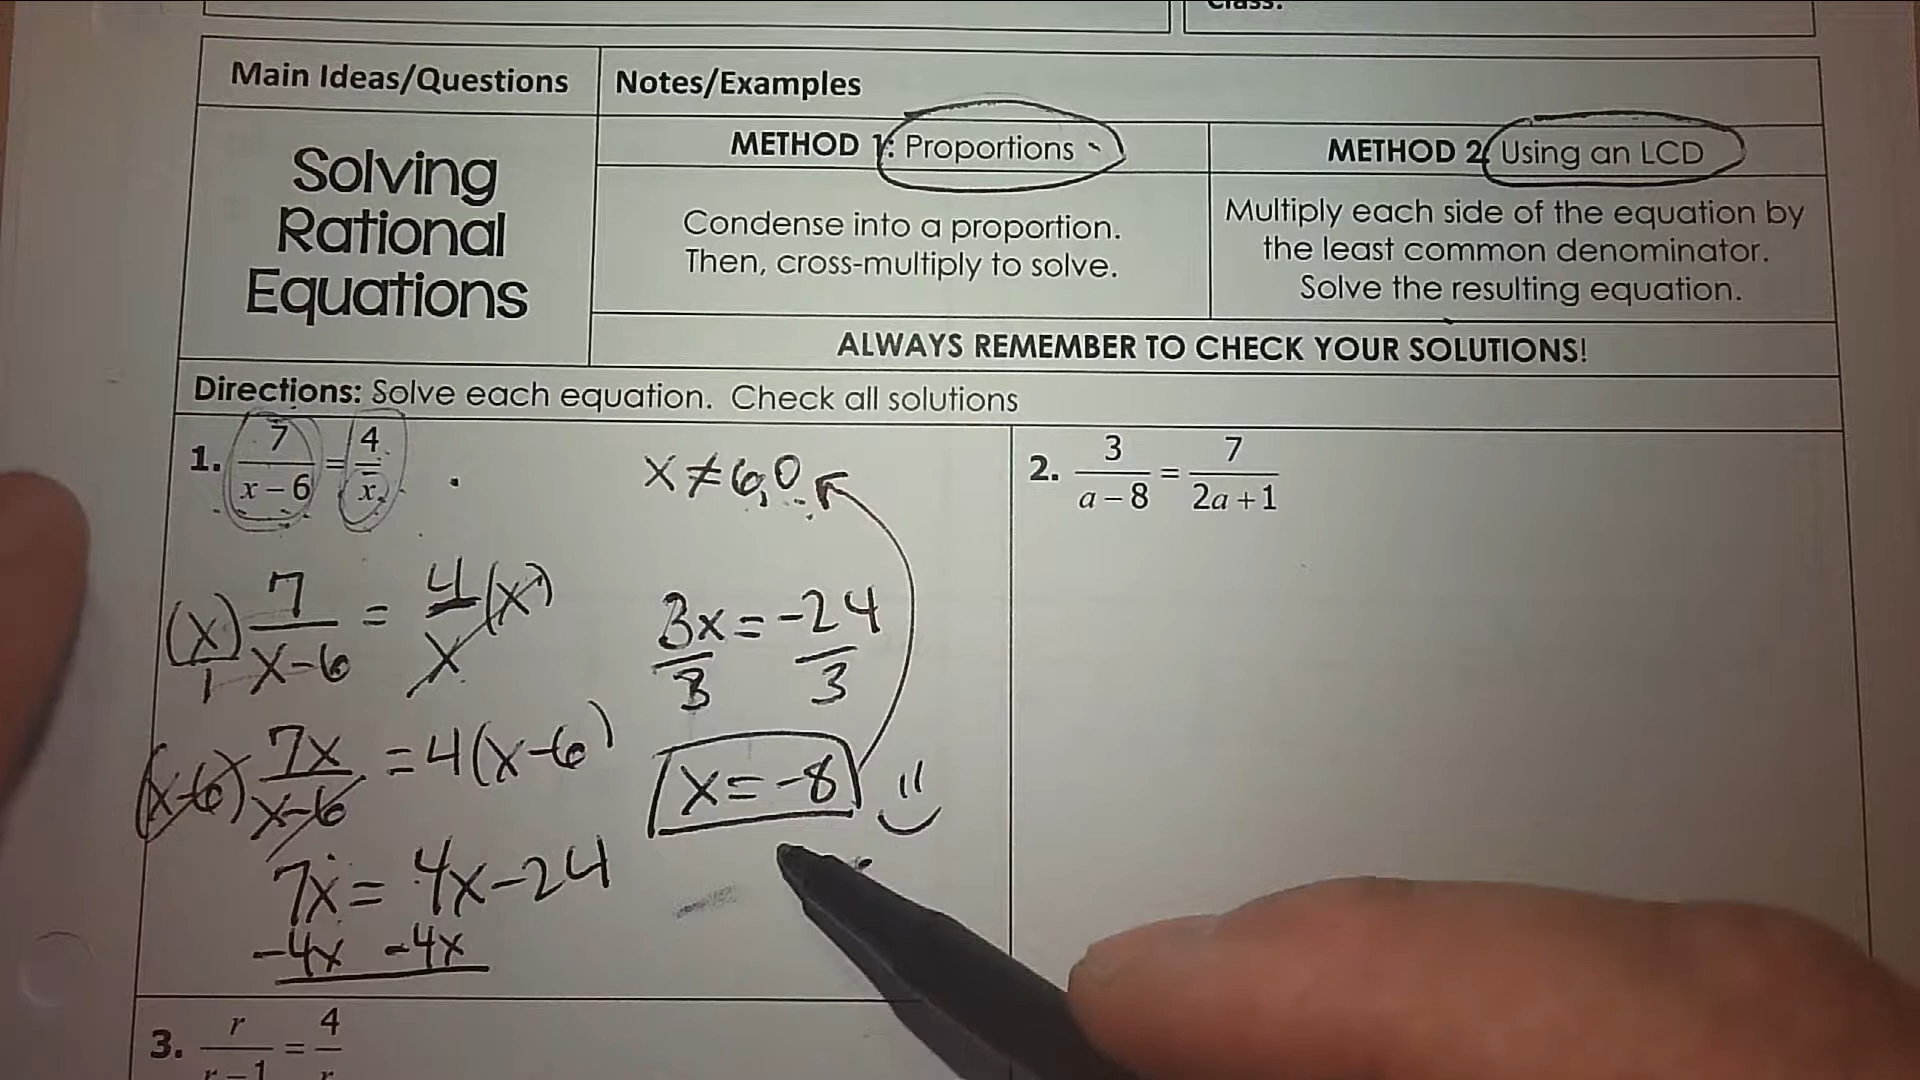 Class:
Main Ideas/Questions
Notes/Examples
Solving
Rational
Equations
METHOD 1: Proportions
METHOD 2: Using an LCD
Condense into a proportion.
Then, cross-multiply to solve.
Multiply each side of the equation by
the least common denominator.
Solve the resulting equation.
ALWAYS REMEMBER TO CHECK YOUR SOLUTIONS!
Directions: Solve each equation. Check all solutions
1. 7/(x – 6) = 4/x
x ≠ 6, 0
(x)/1 7/(x-6) = 4/x (x)
(x-6) 7x/(x-6) = 4(x-6)
7x = 4x - 24
-4x -4x
3x = -24
3 3
x = -8
2. 3/(a – 8) = 7/(2a + 1)
3. r/(r – 1) = 4/r